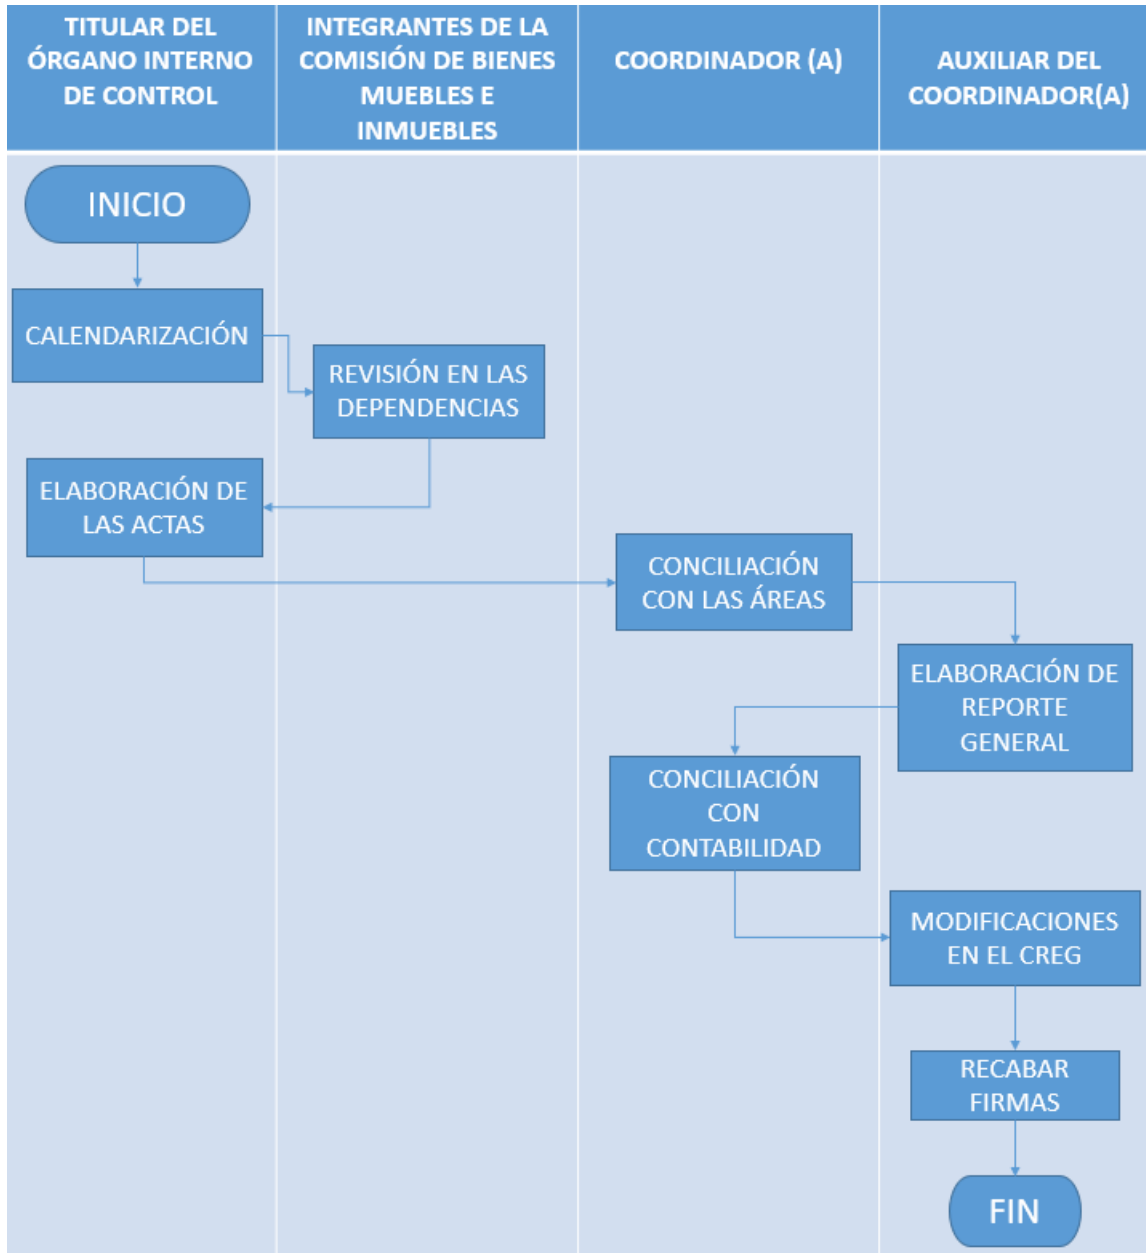 TITULAR DEL
ÓRGANO INTERNO
DE CONTROL
INTEGRANTES DE LA
COMISIÓN DE BIENES
MUEBLES E
INMUEBLES
COORDINADOR (A)
AUXILIAR DEL
COORDINADOR(A)
INICIO
CALENDARIZACIÓN
REVISIÓN EN LAS
DEPENDENCIAS
ELABORACIÓN DE
LAS ACTAS
CONCILIACIÓN
CON LAS ÁREAS
ELABORACIÓN DE
REPORTE
GENERAL
CONCILIACIÓN
CON
CONTABILIDAD
MODIFICACIONES
EN EL CREG
RECABAR
FIRMAS
FIN